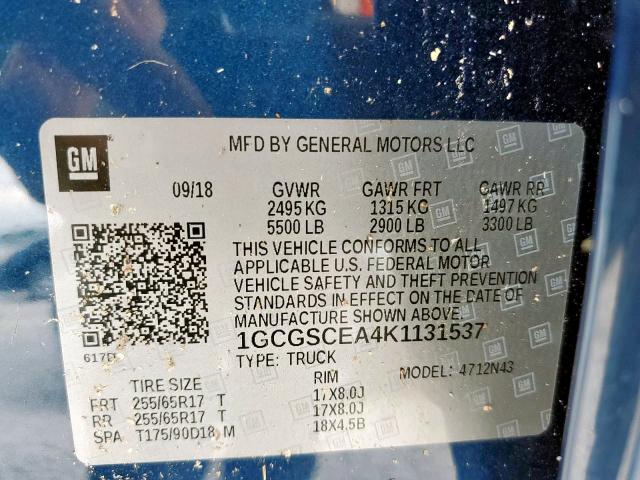 GM
MFD BY GENERAL MOTORS LLC
09/18 GVWR GAWR FRT GAWR RR
2495 KG 1315 KG 1497 KG
5500 LB 2900 LB 3300 LB
THIS VEHICLE CONFORMS TO ALL
APPLICABLE U.S. FEDERAL MOTOR
VEHICLE SAFETY AND THEFT PREVENTION
STANDARDS IN EFFECT ON THE DATE OF
MANUFACTURE SHOWN ABOVE.
1GCGSCEA4K1131537
TYPE: TRUCK
MODEL: 4712N43
TIRE SIZE RIM
FRT 255/65R17 T 17X8.0J
RR 255/65R17 T 17X8.0J
SPA T175/90D18 M 18X4.5B